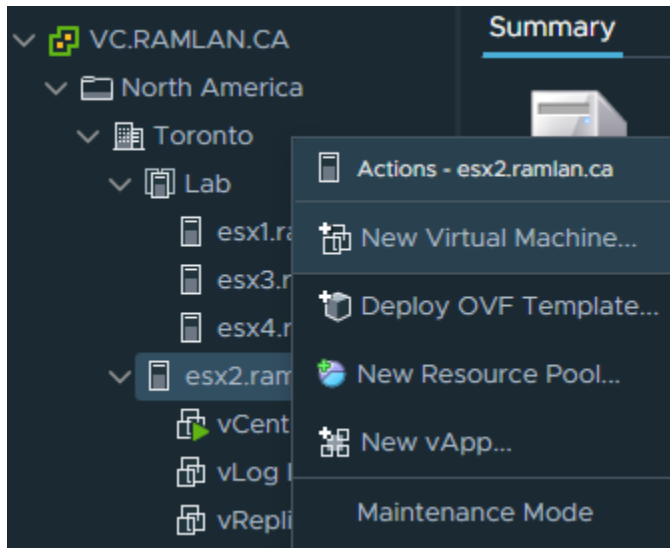 VC.RAMLAN.CA
North America
Toronto
Lab
esx1.ra
esx3.r
esx4.r
esx2.ram
vCent
vLog
vRepli
Summary
Actions - esx2.ramlan.ca
New Virtual Machine...
Deploy OVF Template...
New Resource Pool...
New vApp...
Maintenance Mode